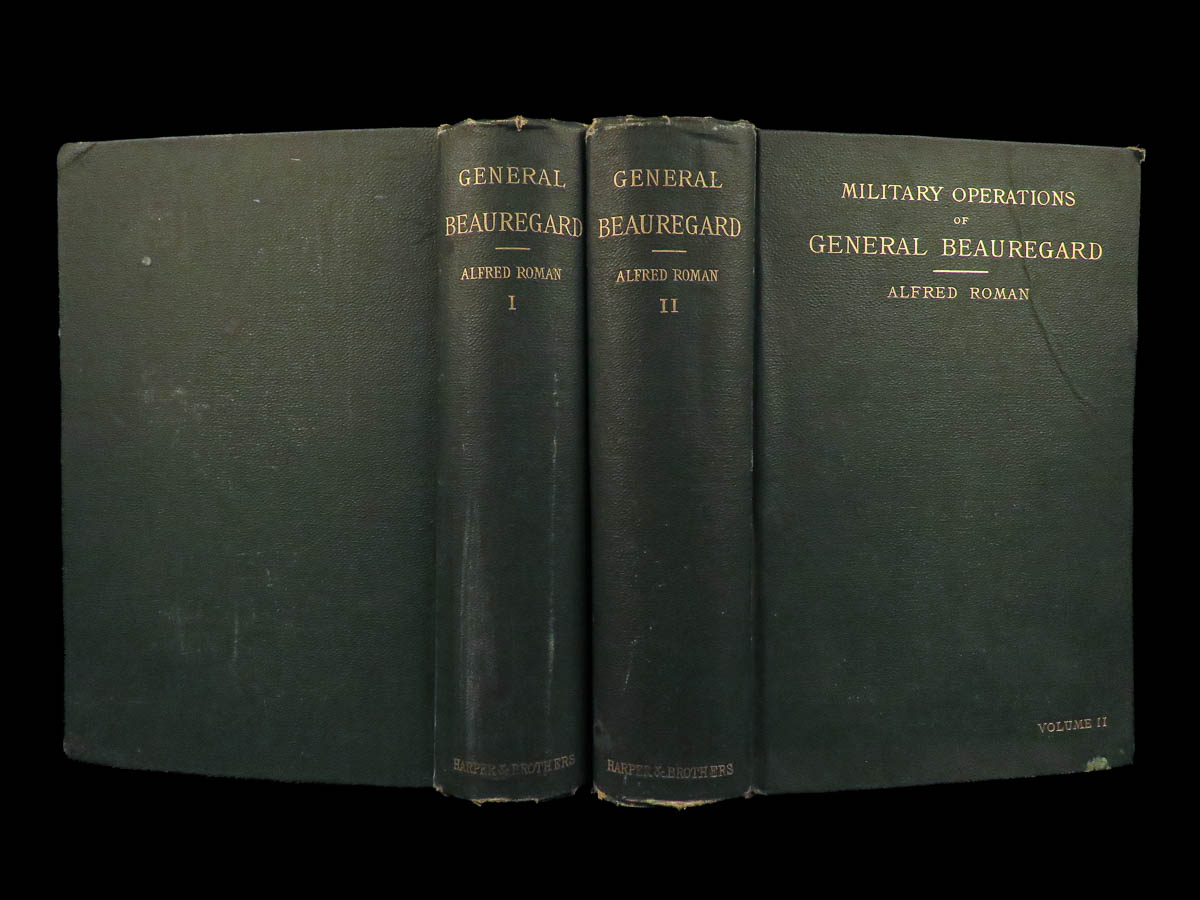 GENERAL
BEAUREGARD
ALFRED ROMAN
I
HARPER & BROTHERS
GENERAL
BEAUREGARD
ALFRED ROMAN
II
HARPER & BROTHERS
MILITARY OPERATIONS
OF
GENERAL BEAUREGARD
ALFRED ROMAN
VOLUME II